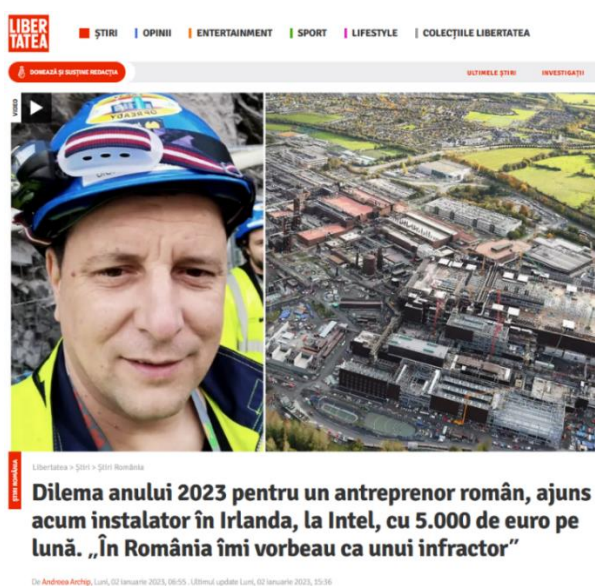 LIBER
TATEA
ȘTIRI OPINII ENTERTAINMENT SPORT LIFESTYLE COLECȚIILE LIBERTATEA
DONEAZĂ ȘI SUSȚINE REDACȚIA
ULTIMELE ȘTIRI INVESTIGAȚII
VIDEO
ȘTIRI ROMÂNIA
Libertatea > Știri > Știri România
Dilema anului 2023 pentru un antreprenor român, ajuns
acum instalator în Irlanda, la Intel, cu 5.000 de euro pe
lună. „În România îmi vorbeau ca unui infractor”
De Andreea Archip, Luni, 02 ianuarie 2023, 06:55 . Ultimul update Luni, 02 ianuarie 2023, 15:36